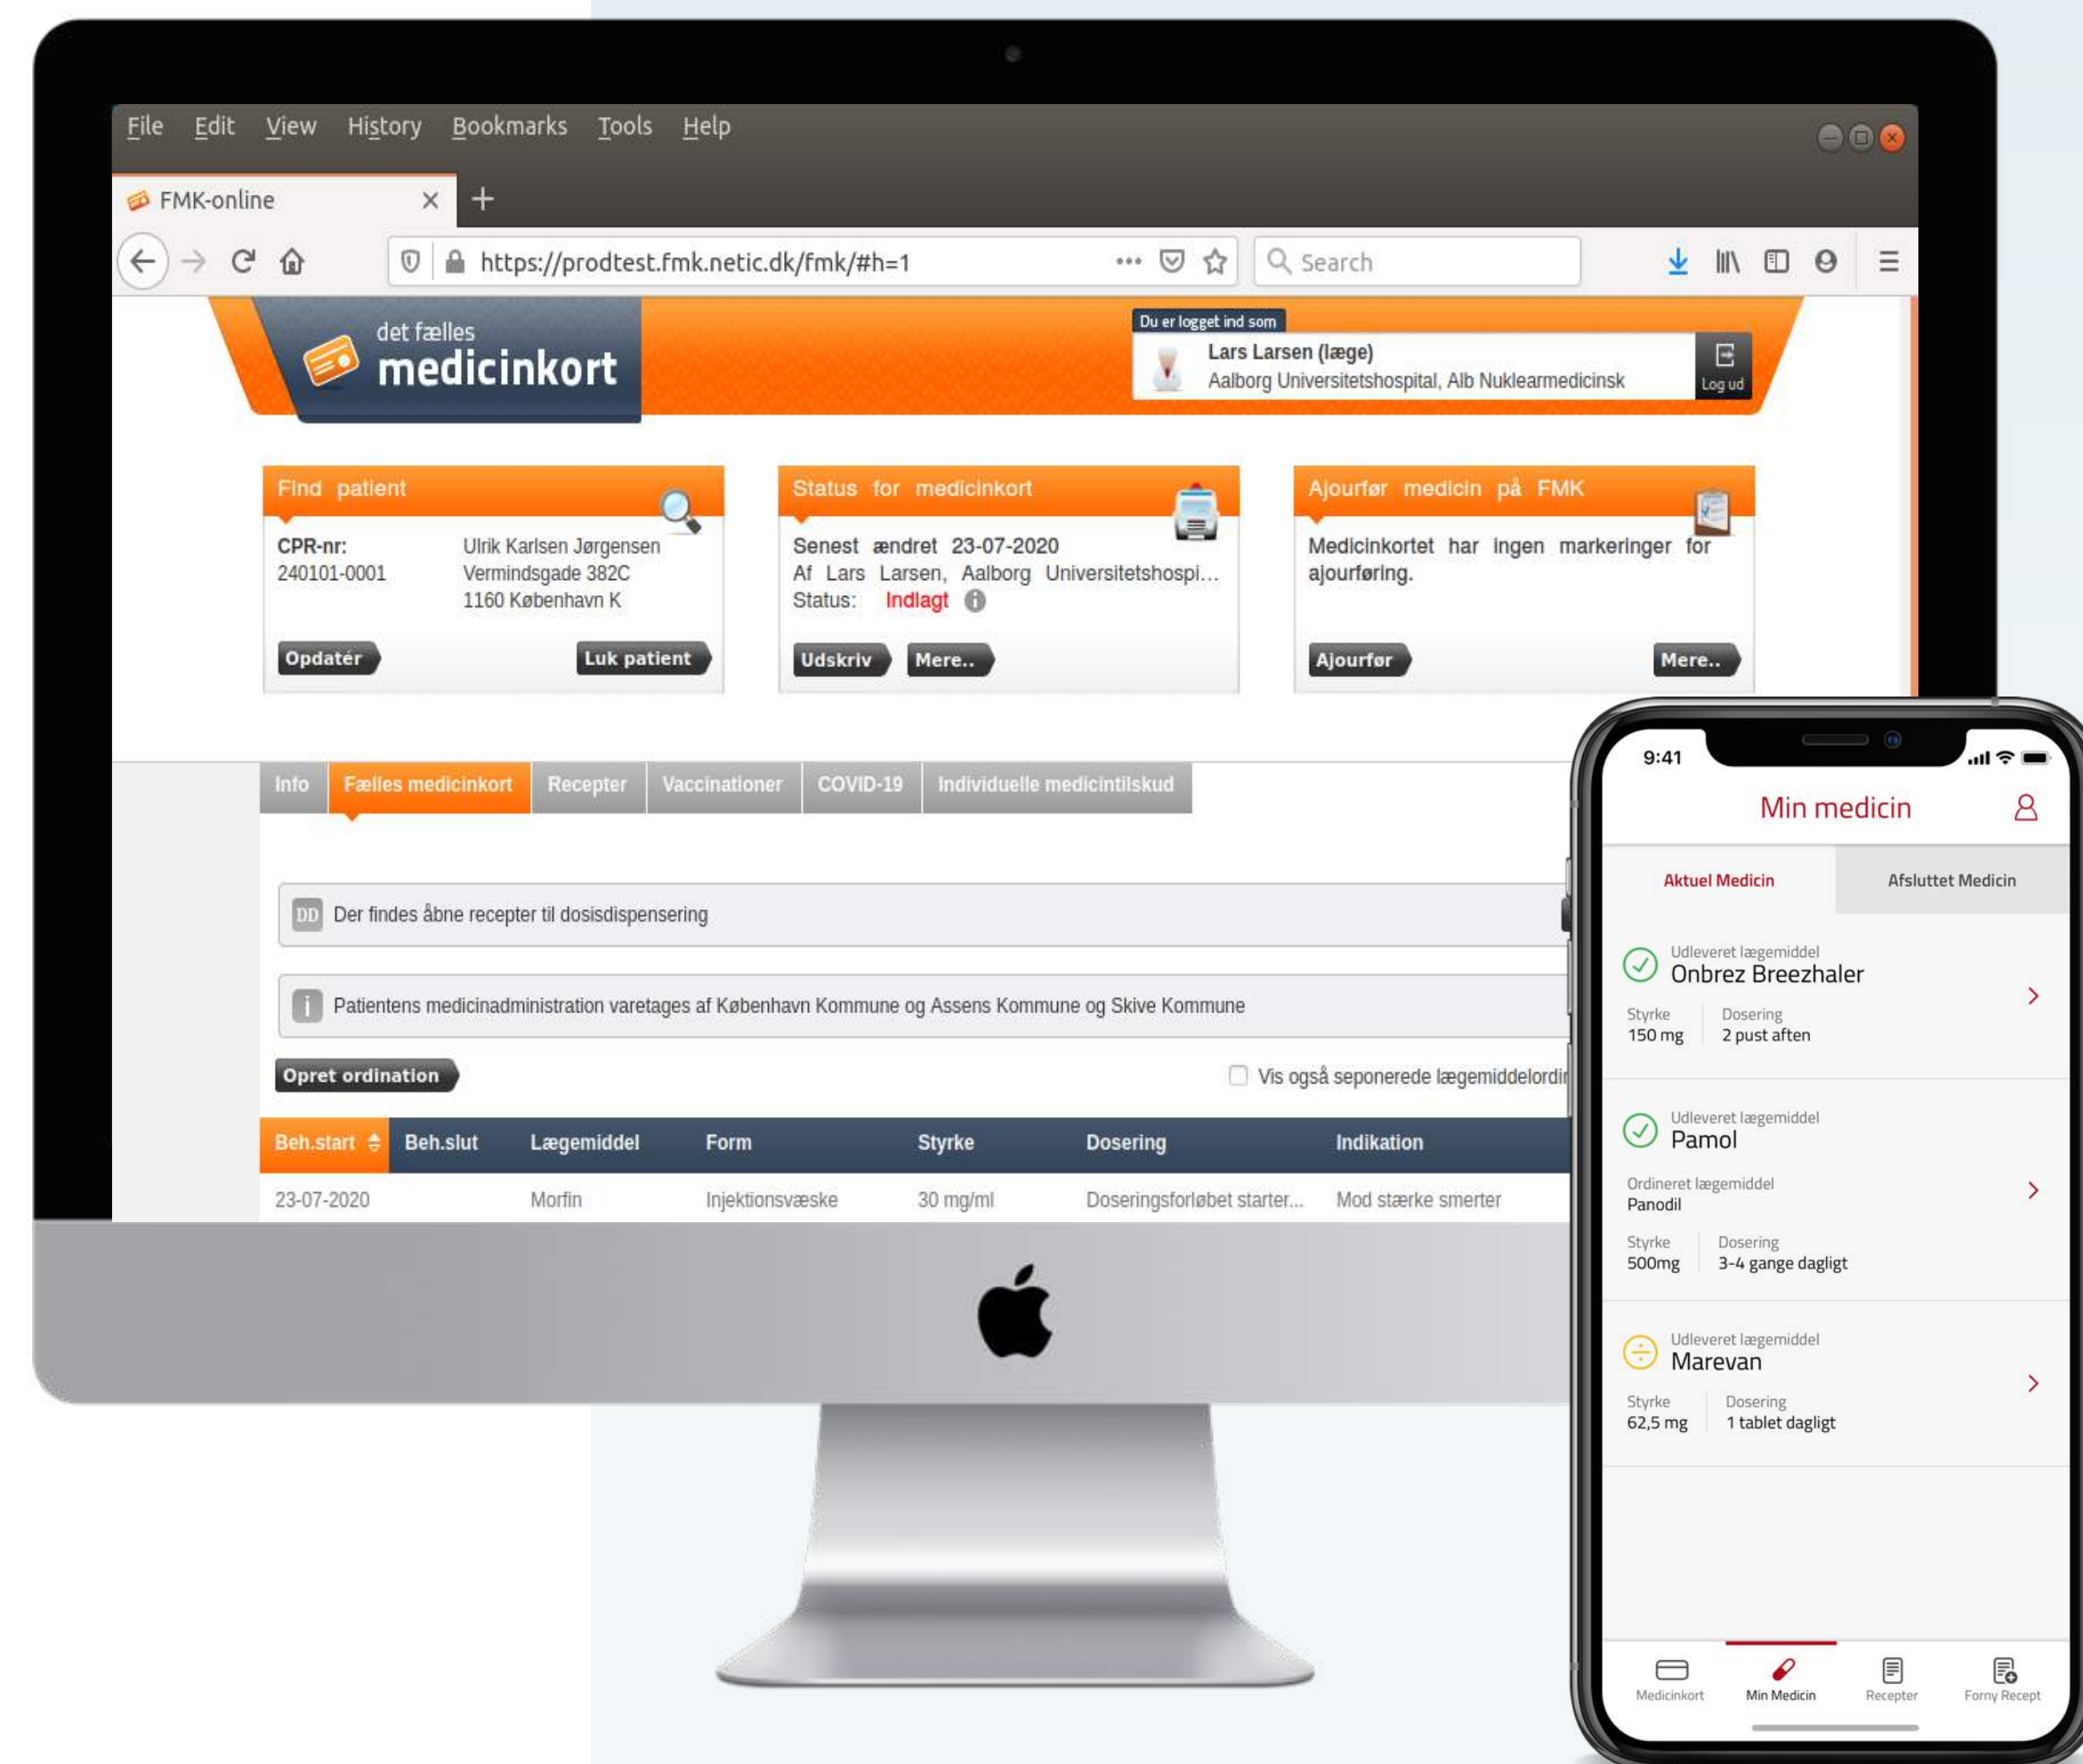 File Edit View History Bookmarks Tools Help
FMK-online
https://prodtest.fmk.netic.dk/fmk/#h=1
Search
det fælles
medicinkort
Du er logget ind som
Lars Larsen (læge)
Aalborg Universitetshospital, Alb Nuklearmedicinsk
Log ud
Find patient
CPR-nr:
240101-0001
Ulrik Karlsen Jørgensen
Vermindsgade 382C
1160 København K
Opdatér
Luk patient
Status for medicinkort
Senest ændret 23-07-2020
Af Lars Larsen, Aalborg Universitetshospi...
Status: Indlagt
Udskriv
Mere..
Ajourfør medicin på FMK
Medicinkortet har ingen markeringer for
ajourføring.
Ajourfør
Mere..
Info Fælles medicinkort Recepter Vaccinationer COVID-19 Individuelle medicintilskud
DD Der findes åbne recepter til dosisdispensering
i Patientens medicinadministration varetages af København Kommune og Assens Kommune og Skive Kommune
Opret ordination
Vis også seponerede lægemiddelordin
Beh.start Beh.slut Lægemiddel Form Styrke Dosering Indikation
23-07-2020 Morfin Injektionsvæske 30 mg/ml Doseringsforløbet starter... Mod stærke smerter
9:41
Min medicin
Aktuel Medicin Afsluttet Medicin
Udleveret lægemiddel
Onbrez Breezhaler
Styrke Dosering
150 mg 2 pust aften
Udleveret lægemiddel
Pamol
Ordineret lægemiddel
Panodil
Styrke Dosering
500mg 3-4 gange dagligt
Udleveret lægemiddel
Marevan
Styrke Dosering
62,5 mg 1 tablet dagligt
Medicinkort Min Medicin Recepter Forny Recept